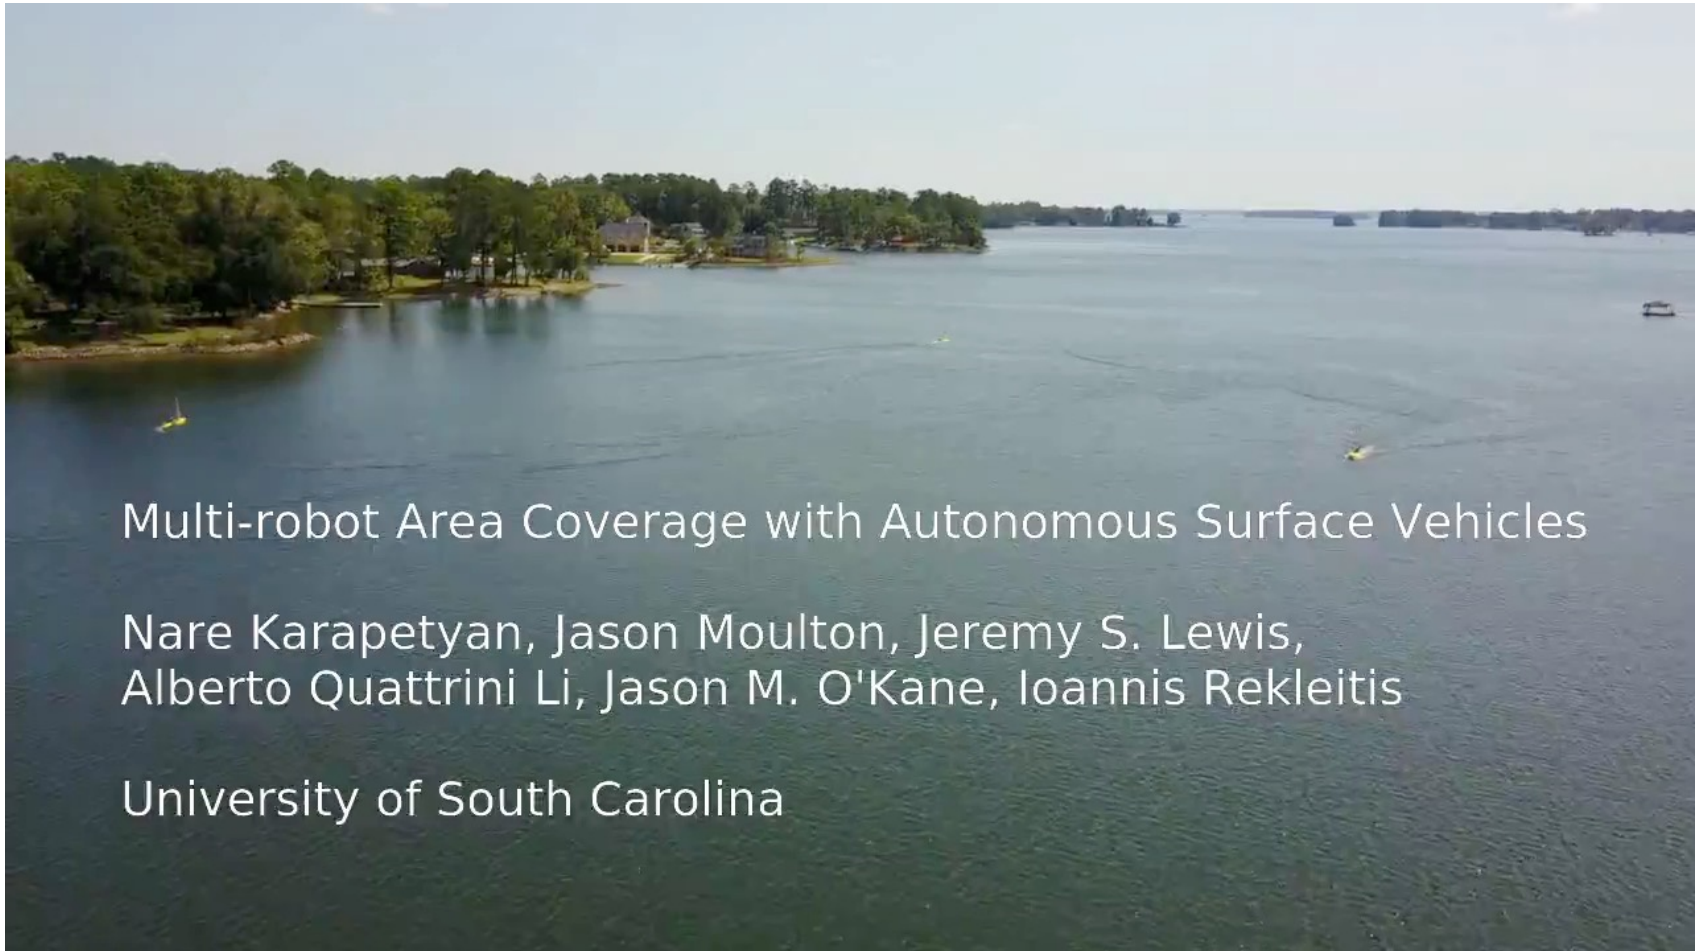 Multi-robot Area Coverage with Autonomous Surface Vehicles
Nare Karapetyan, Jason Moulton, Jeremy S. Lewis,
Alberto Quattrini Li, Jason M. O'Kane, Ioannis Rekleitis
University of South Carolina